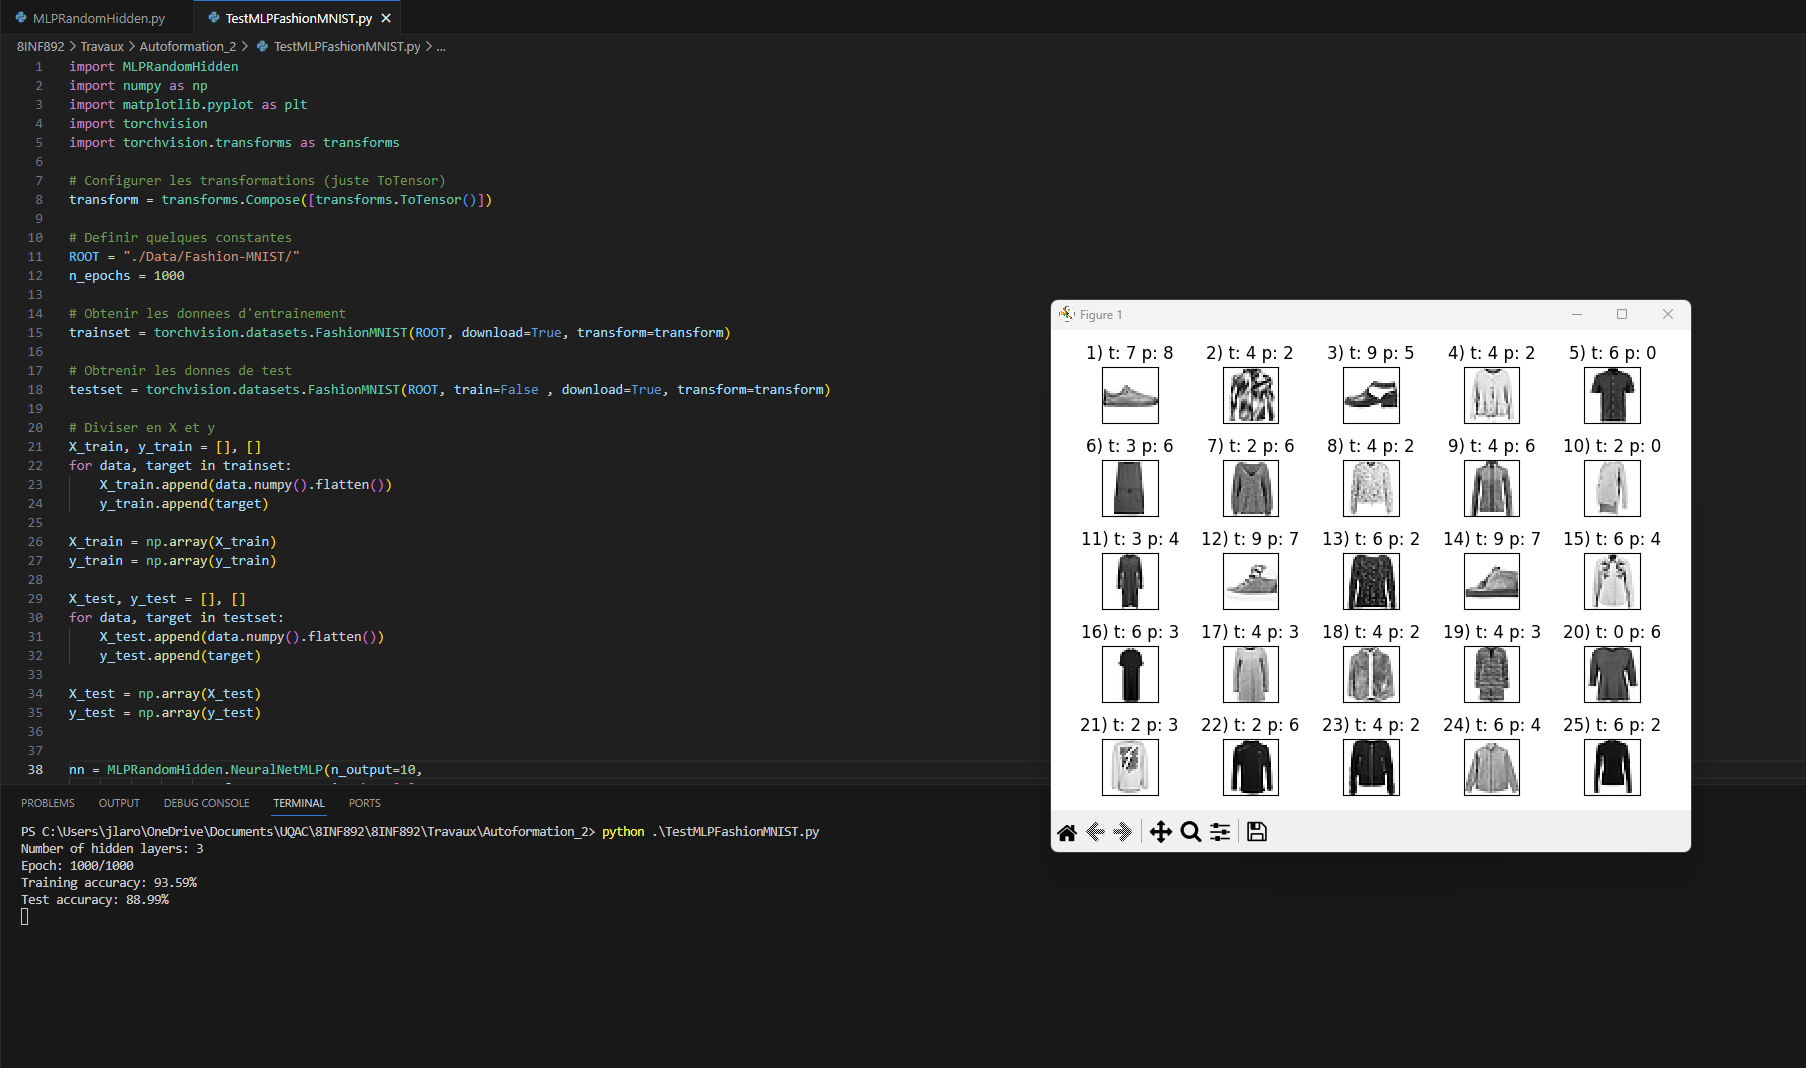 MLPRandomHidden.py
TestMLPFashionMNIST.py
8INF892 > Travaux > Autoformation_2 > TestMLPFashionMNIST.py > ...
1 import MLPRandomHidden
2 import numpy as np
3 import matplotlib.pyplot as plt
4 import torchvision
5 import torchvision.transforms as transforms
6
7 # Configurer les transformations (juste ToTensor)
8 transform = transforms.Compose([transforms.ToTensor()])
9
10 # Definir quelques constantes
11 ROOT = "./Data/Fashion-MNIST/"
12 n_epochs = 1000
13
14 # Obtenir les donnees d'entrainement
15 trainset = torchvision.datasets.FashionMNIST(ROOT, download=True, transform=transform)
16
17 # Obtrenir les donnes de test
18 testset = torchvision.datasets.FashionMNIST(ROOT, train=False , download=True, transform=transform)
19
20 # Diviser en X et y
21 X_train, y_train = [], []
22 for data, target in trainset:
23     X_train.append(data.numpy().flatten())
24     y_train.append(target)
25
26 X_train = np.array(X_train)
27 y_train = np.array(y_train)
28
29 X_test, y_test = [], []
30 for data, target in testset:
31     X_test.append(data.numpy().flatten())
32     y_test.append(target)
33
34 X_test = np.array(X_test)
35 y_test = np.array(y_test)
36
37
38 nn = MLPRandomHidden.NeuralNetMLP(n_output=10,
Figure 1
1) t: 7 p: 8 2) t: 4 p: 2 3) t: 9 p: 5 4) t: 4 p: 2 5) t: 6 p: 0
6) t: 3 p: 6 7) t: 2 p: 6 8) t: 4 p: 2 9) t: 4 p: 6 10) t: 2 p: 0
11) t: 3 p: 4 12) t: 9 p: 7 13) t: 6 p: 2 14) t: 9 p: 7 15) t: 6 p: 4
16) t: 6 p: 3 17) t: 4 p: 3 18) t: 4 p: 2 19) t: 4 p: 3 20) t: 0 p: 6
21) t: 2 p: 3 22) t: 2 p: 6 23) t: 4 p: 2 24) t: 6 p: 4 25) t: 6 p: 2
PROBLEMS OUTPUT DEBUG CONSOLE TERMINAL PORTS
PS C:\Users\jlaro\OneDrive\Documents\UQAC\8INF892\8INF892\Travaux\Autoformation_2> python .\TestMLPFashionMNIST.py
Number of hidden layers: 3
Epoch: 1000/1000
Training accuracy: 93.59%
Test accuracy: 88.99%